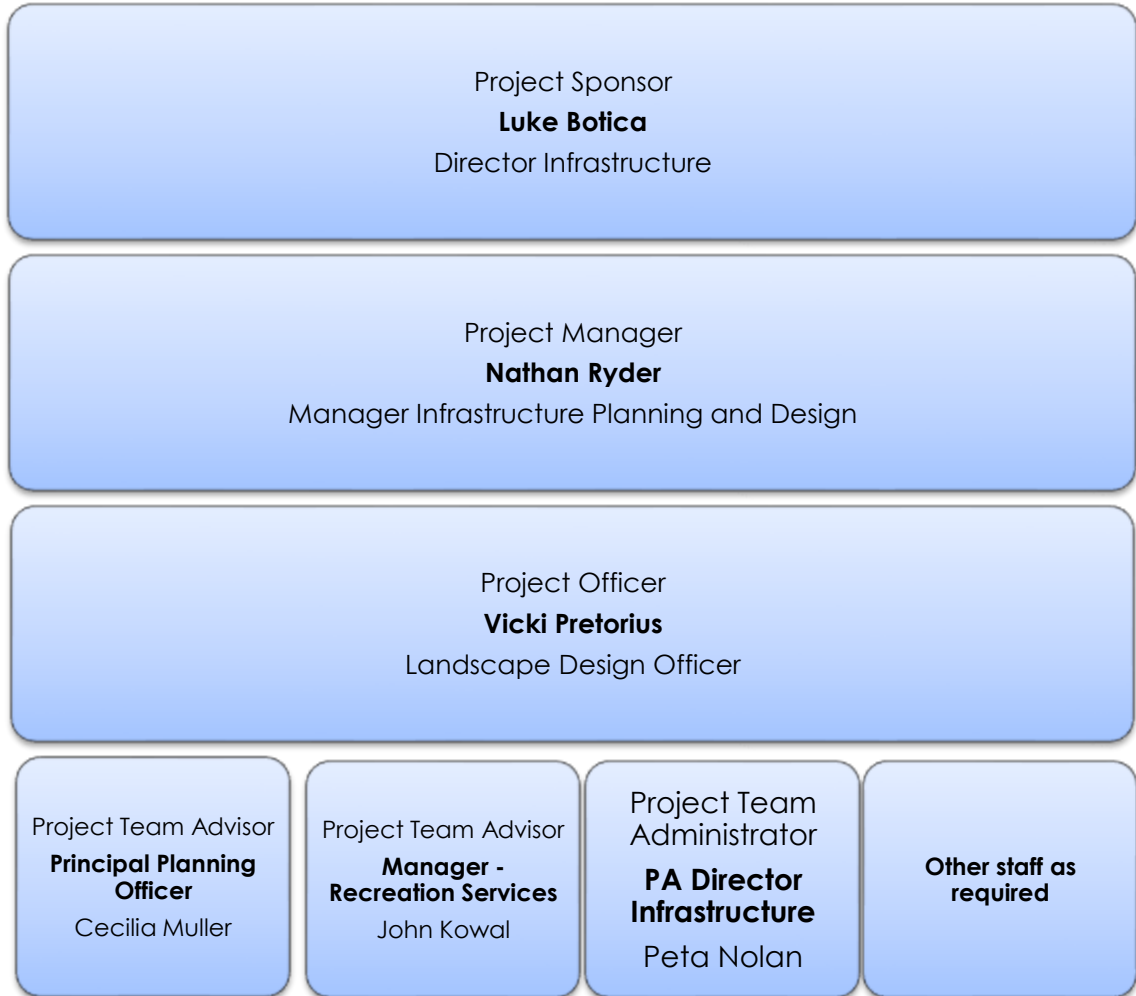 Project Sponsor
Luke Botica
Director Infrastructure
Project Manager
Nathan Ryder
Manager Infrastructure Planning and Design
Project Officer
Vicki Pretorius
Landscape Design Officer
Project Team Advisor
Principal Planning
Officer
Cecilia Muller
Project Team Advisor
Manager -
Recreation Services
John Kowal
Project Team
Administrator
PA Director
Infrastructure
Peta Nolan
Other staff as
required